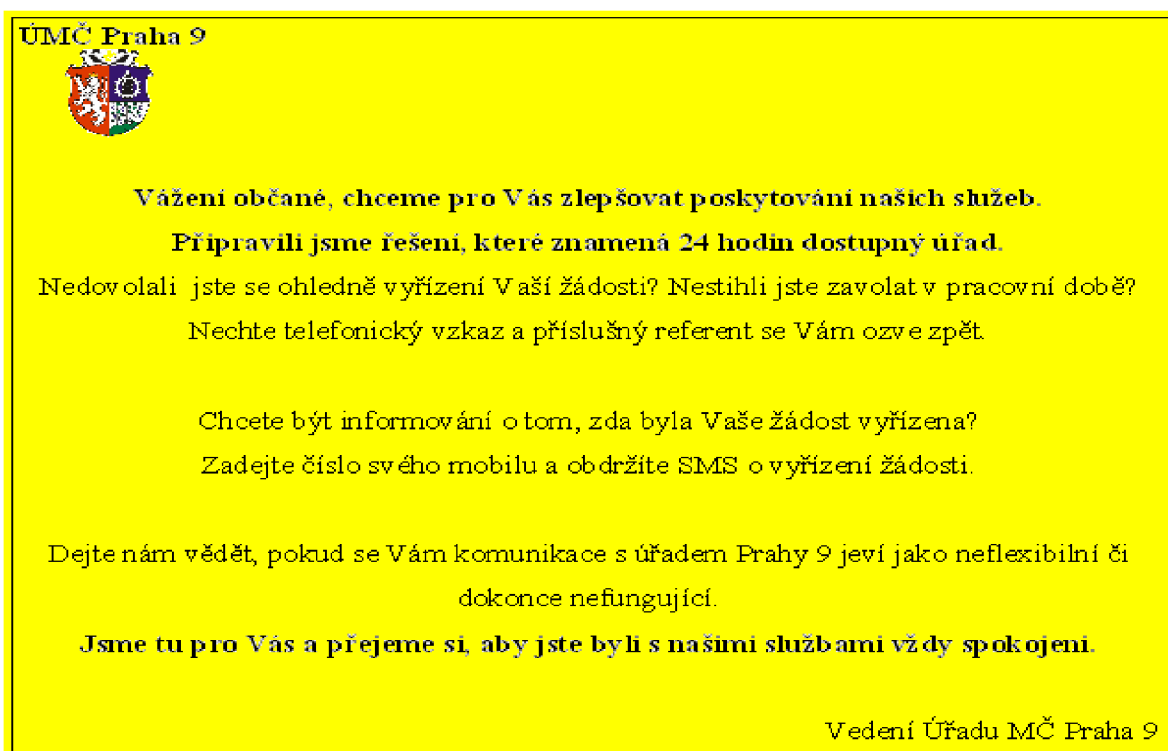 ÚMČ Praha 9
Vážení občané, chceme pro Vás zlepšovat poskytování našich služeb.
Připravili jsme řešení, které znamená 24 hodin dostupný úřad.
Nedovolali jste se ohledně vyřízení Vaší žádosti? Nestihli jste zavolat v pracovní době?
Nechte telefonický vzkaz a příslušný referent se Vám ozve zpět
Chcete být informování o tom, zda byla Vaše žádost vyřízena?
Zadejte číslo svého mobilu a obdržíte SMS o vyřízení žádosti.
Dejte nám vědět, pokud se Vám komunikace s úřadem Prahy 9 jeví jako neflexibilní či
dokonce nefungující.
Jsme tu pro Vás a přejeme si, aby jste byli s našimi službami vždy spokojeni.
Vedení Úřadu MČ Praha 9